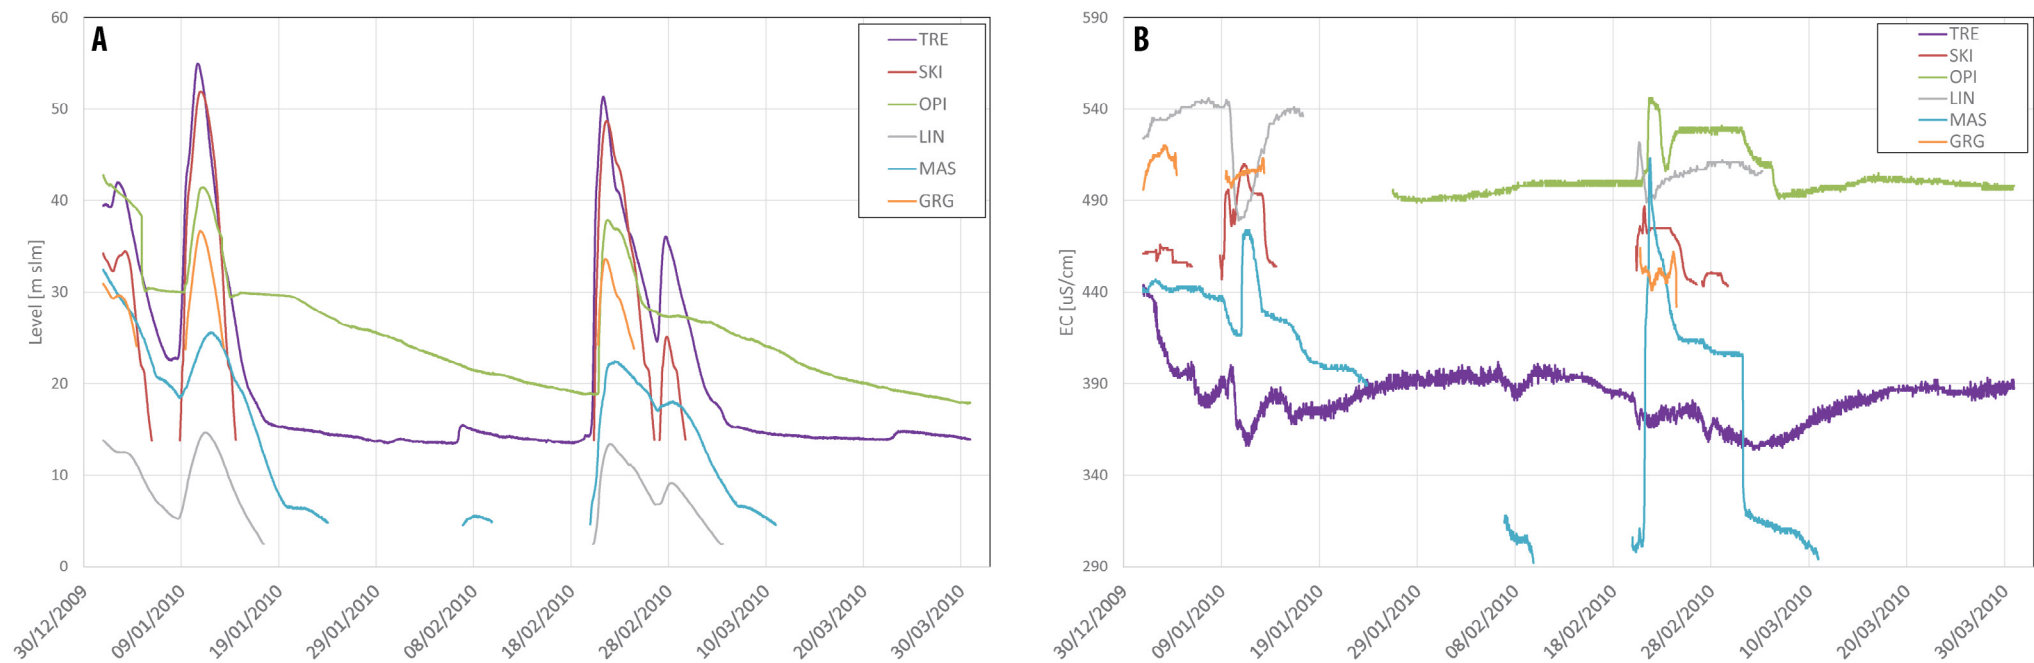 A
Level [m slm]
60
50
40
30
20
10
0
30/12/2009
09/01/2010
19/01/2010
29/01/2010
08/02/2010
18/02/2010
28/02/2010
10/03/2010
20/03/2010
30/03/2010
TRE
SKI
OPI
LIN
MAS
GRG
B
EC [uS/cm]
590
540
490
440
390
340
290
30/12/2009
09/01/2010
19/01/2010
29/01/2010
08/02/2010
18/02/2010
28/02/2010
10/03/2010
20/03/2010
30/03/2010
TRE
SKI
OPI
LIN
MAS
GRG